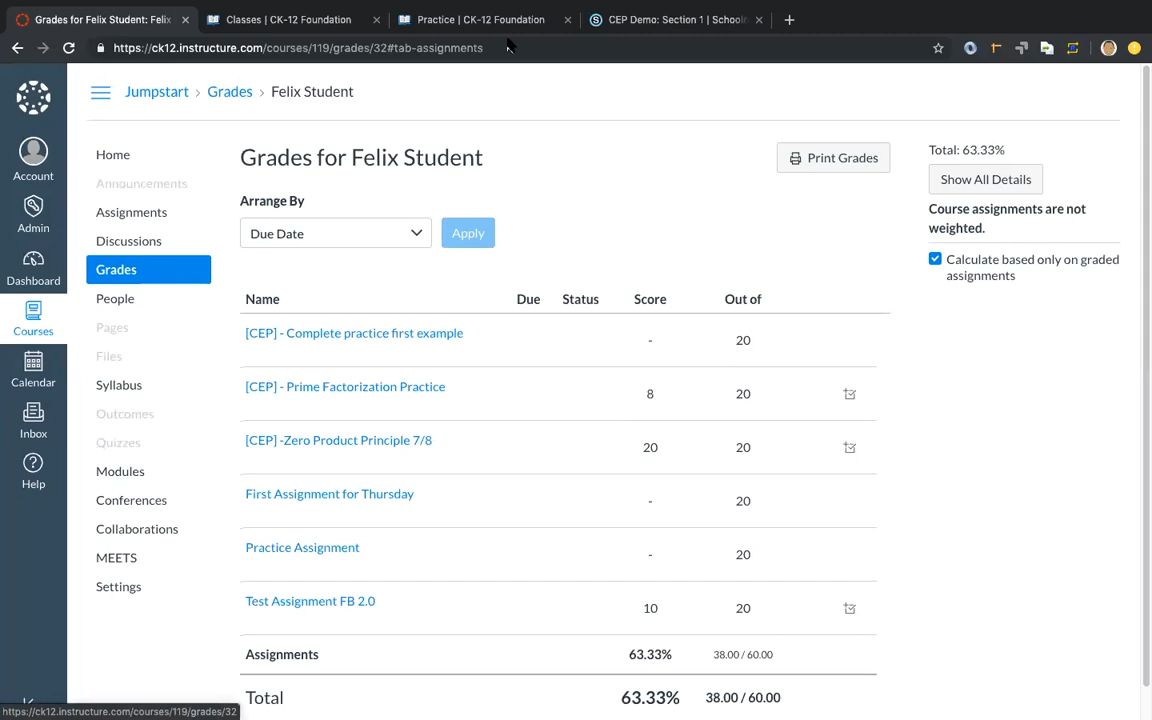 Grades for Felix Student: Felix
Classes | CK-12 Foundation
Practice | CK-12 Foundation
CEP Demo: Section 1 | Schoolo
https://ck12.instructure.com/courses/119/grades/32#tab-assignments
Jumpstart › Grades › Felix Student
Account
Admin
Dashboard
Courses
Calendar
Inbox
Help
Home
Announcements
Assignments
Discussions
Grades
People
Pages
Files
Syllabus
Outcomes
Quizzes
Modules
Conferences
Collaborations
MEETS
Settings
Grades for Felix Student
Print Grades
Arrange By
Due Date
Apply
Name Due Status Score Out of
[CEP] - Complete practice first example - 20
[CEP] - Prime Factorization Practice 8 20
[CEP] -Zero Product Principle 7/8 20 20
First Assignment for Thursday - 20
Practice Assignment - 20
Test Assignment FB 2.0 10 20
Assignments 63.33% 38.00 / 60.00
Total 63.33% 38.00 / 60.00
Total: 63.33%
Show All Details
Course assignments are not
weighted.
Calculate based only on graded
assignments
https://ck12.instructure.com/courses/119/grades/32